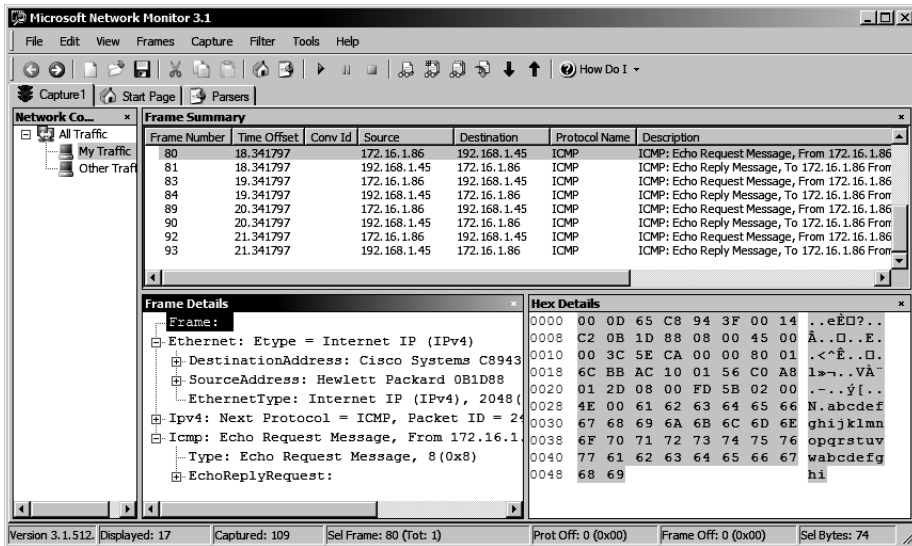 Microsoft Network Monitor 3.1
File Edit View Frames Capture Filter Tools Help
How Do I
Capture1 Start Page Parsers
Network Co... × Frame Summary ×
All Traffic
My Traffic
Other Traff
Frame Number Time Offset Conv Id Source Destination Protocol Name Description
80 18.341797 172.16.1.86 192.168.1.45 ICMP ICMP: Echo Request Message, From 172.16.1.86
81 18.341797 192.168.1.45 172.16.1.86 ICMP ICMP: Echo Reply Message, To 172.16.1.86 From
83 19.341797 172.16.1.86 192.168.1.45 ICMP ICMP: Echo Request Message, From 172.16.1.86
84 19.341797 192.168.1.45 172.16.1.86 ICMP ICMP: Echo Reply Message, To 172.16.1.86 From
89 20.341797 172.16.1.86 192.168.1.45 ICMP ICMP: Echo Request Message, From 172.16.1.86
90 20.341797 192.168.1.45 172.16.1.86 ICMP ICMP: Echo Reply Message, To 172.16.1.86 From
92 21.341797 172.16.1.86 192.168.1.45 ICMP ICMP: Echo Request Message, From 172.16.1.86
93 21.341797 192.168.1.45 172.16.1.86 ICMP ICMP: Echo Reply Message, To 172.16.1.86 From
Frame Details ×
Frame:
Ethernet: Etype = Internet IP (IPv4)
DestinationAddress: Cisco Systems C8943
SourceAddress: Hewlett Packard 0B1D88
EthernetType: Internet IP (IPv4), 2048(
Ipv4: Next Protocol = ICMP, Packet ID = 24
Icmp: Echo Request Message, From 172.16.1.
Type: Echo Request Message, 8(0x8)
EchoReplyRequest:
Hex Details ×
0000 00 0D 65 C8 94 3F 00 14 ..eÈ□?..
0008 C2 0B 1D 88 08 00 45 00 Â..□..E.
0010 00 3C 5E CA 00 00 80 01 .<^Ê..□.
0018 6C BB AC 10 01 56 C0 A8 l»¬..VÀ¨
0020 01 2D 08 00 FD 5B 02 00 .-..ý[..
0028 4E 00 61 62 63 64 65 66 N.abcdef
0030 67 68 69 6A 6B 6C 6D 6E ghijklmn
0038 6F 70 71 72 73 74 75 76 opqrstuv
0040 77 61 62 63 64 65 66 67 wabcdefg
0048 68 69 hi
Version 3.1.512. Displayed: 17 Captured: 109 Sel Frame: 80 (Tot: 1) Prot Off: 0 (0x00) Frame Off: 0 (0x00) Sel Bytes: 74